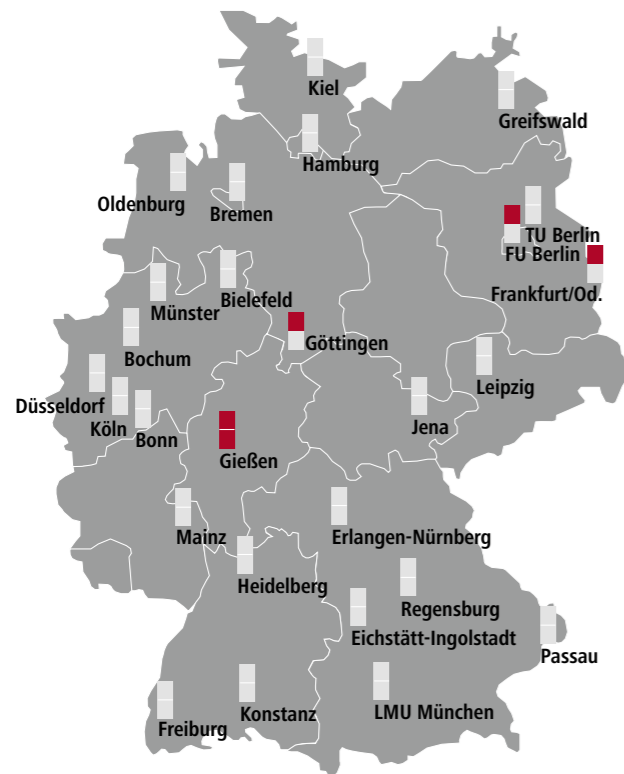 Kiel
Greifswald
Hamburg
Oldenburg
Bremen
TU Berlin
FU Berlin
Frankfurt/Od.
Münster
Bielefeld
Göttingen
Bochum
Leipzig
Düsseldorf
Köln
Bonn
Jena
Gießen
Mainz
Erlangen-Nürnberg
Heidelberg
Regensburg
Eichstätt-Ingolstadt
Passau
Freiburg
Konstanz
LMU München